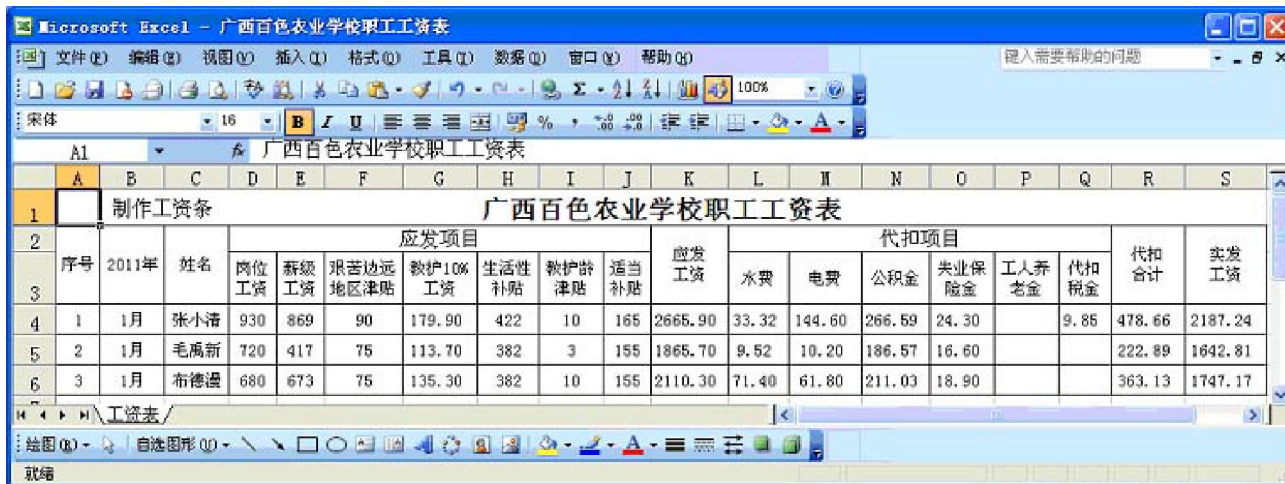 Microsoft Excel - 广西百色农业学校职工工资表
文件(F) 编辑(E) 视图(V) 插入(I) 格式(O) 工具(T) 数据(D) 窗口(W) 帮助(H) 键入需要帮助的问题
100%
宋体 16 B I U % , A
A1 fx 广西百色农业学校职工工资表
A B C D E F G H I J K L M N O P Q R S
1 制作工资条 广西百色农业学校职工工资表
2 序号 2011年 姓名 应发项目 应发工资 代扣项目 代扣合计 实发工资
3 岗位工资 薪级工资 艰苦边远地区津贴 教护10%工资 生活性补贴 教护龄津贴 适当补贴 水费 电费 公积金 失业保险金 工人养老金 代扣税金
4 1 1月 张小清 930 869 90 179.90 422 10 165 2665.90 33.32 144.60 266.59 24.30 9.85 478.66 2187.24
5 2 1月 毛禹新 720 417 75 113.70 382 3 155 1865.70 9.52 10.20 186.57 16.60 222.89 1642.81
6 3 1月 布德漫 680 673 75 135.30 382 10 155 2110.30 71.40 61.80 211.03 18.90 363.13 1747.17
工资表
绘图(R) 自选图形(U) A
就绪